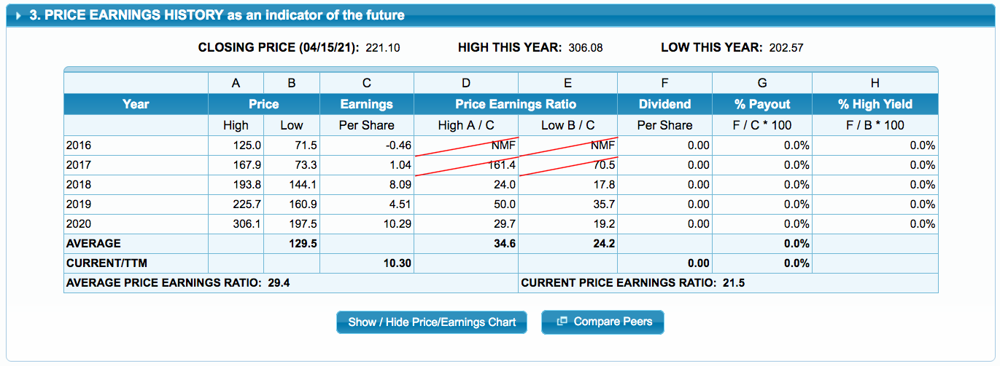 3. PRICE EARNINGS HISTORY as an indicator of the future
CLOSING PRICE (04/15/21): 221.10 HIGH THIS YEAR: 306.08 LOW THIS YEAR: 202.57
A B C D E F G H
Year Price Earnings Price Earnings Ratio Dividend % Payout % High Yield
High Low Per Share High A / C Low B / C Per Share F / C * 100 F / B * 100
2016 125.0 71.5 -0.46 NMF NMF 0.00 0.0% 0.0%
2017 167.9 73.3 1.04 161.4 70.5 0.00 0.0% 0.0%
2018 193.8 144.1 8.09 24.0 17.8 0.00 0.0% 0.0%
2019 225.7 160.9 4.51 50.0 35.7 0.00 0.0% 0.0%
2020 306.1 197.5 10.29 29.7 19.2 0.00 0.0% 0.0%
AVERAGE 129.5 34.6 24.2 0.0%
CURRENT/TTM 10.30 0.00 0.0%
AVERAGE PRICE EARNINGS RATIO: 29.4 CURRENT PRICE EARNINGS RATIO: 21.5
Show / Hide Price/Earnings Chart Compare Peers